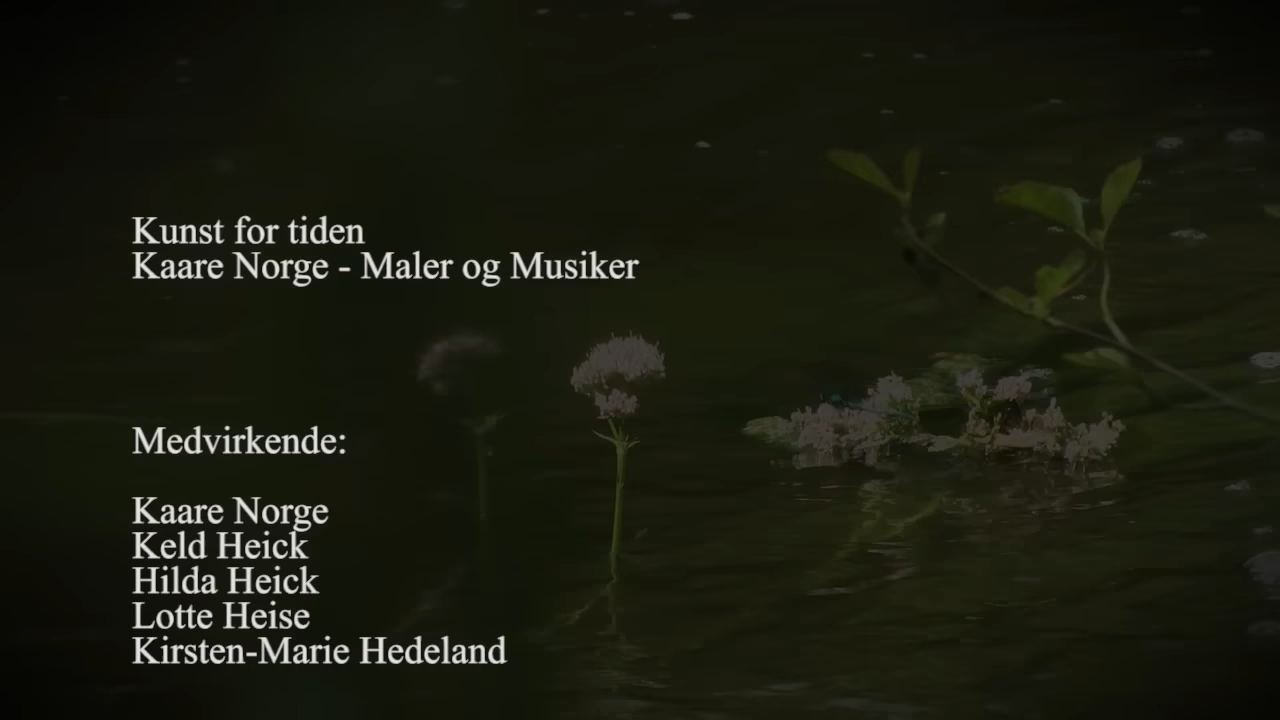 Kunst for tiden
Kaare Norge - Maler og Musiker
Medvirkende:
Kaare Norge
Keld Heick
Hilda Heick
Lotte Heise
Kirsten-Marie Hedeland